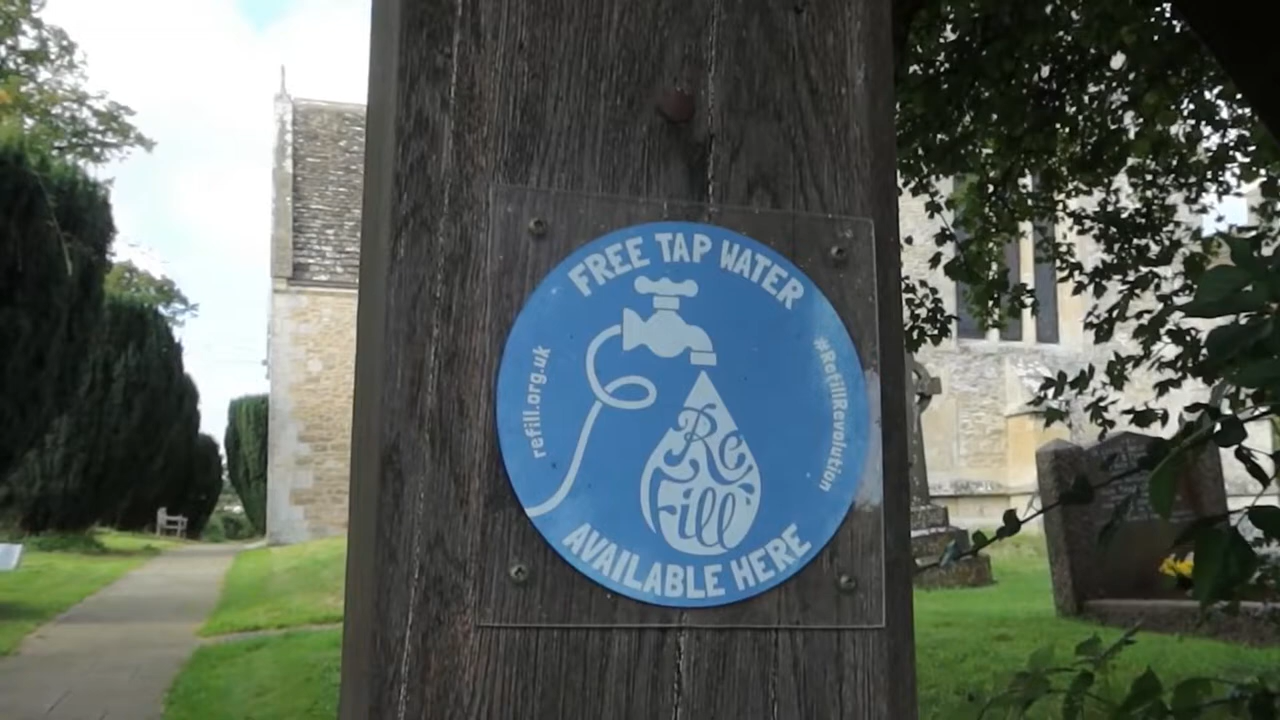 FREE TAP WATER
refill.org.uk
#RefillRevolution
Re
fill
AVAILABLE HERE